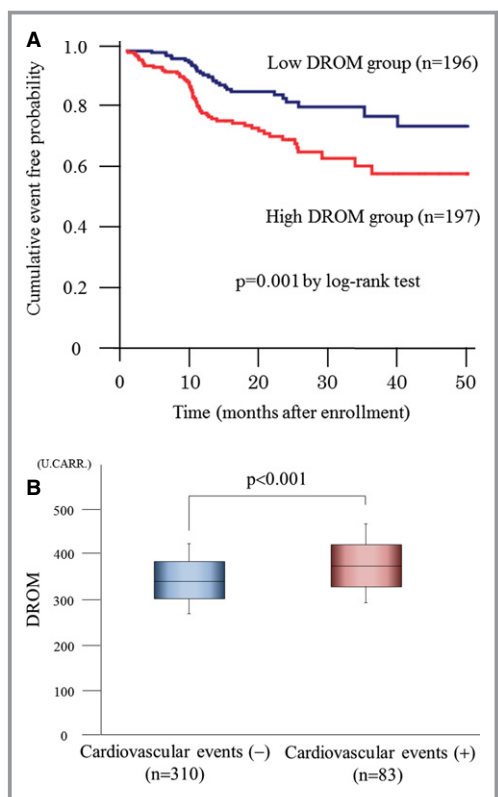 A
Cumulative event free probability
1.0
0.8
0.6
0.4
0.2
0
Low DROM group (n=196)
High DROM group (n=197)
p=0.001 by log-rank test
0 10 20 30 40 50
Time (months after enrollment)
B
(U.CARR.)
DROM
500
400
300
200
100
0
p<0.001
Cardiovascular events (−)
(n=310)
Cardiovascular events (+)
(n=83)